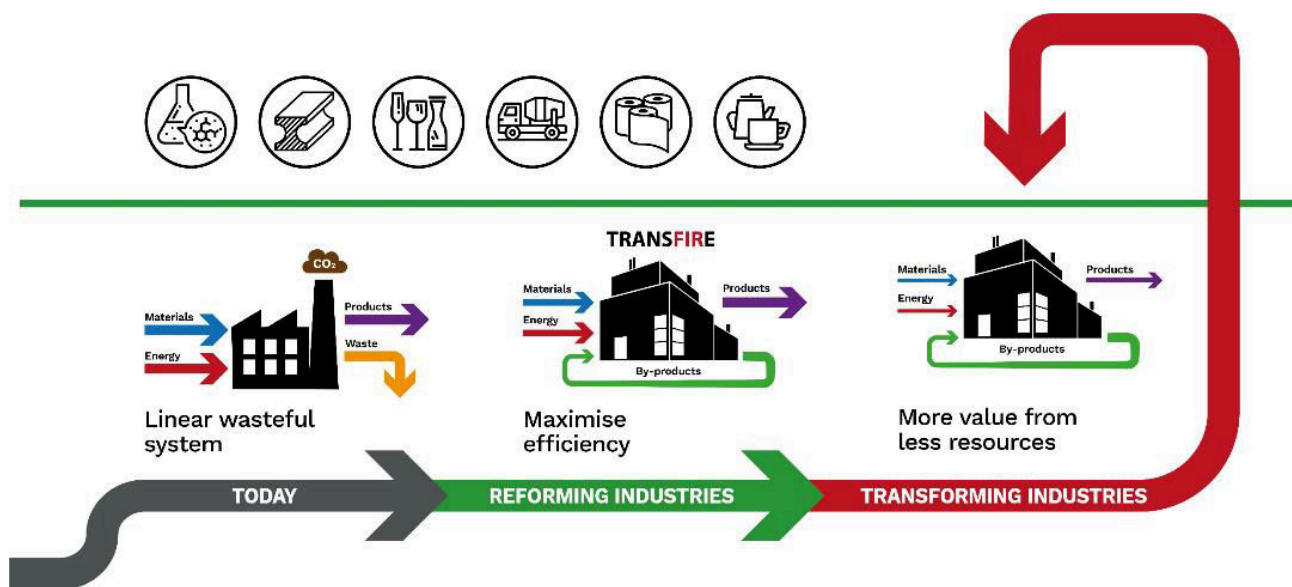 CO₂
Materials
Energy
Products
Waste
Linear wasteful
system
TRANSFIRE
Materials
Energy
Products
By-products
Maximise
efficiency
Materials
Energy
Products
By-products
More value from
less resources
TODAY
REFORMING INDUSTRIES
TRANSFORMING INDUSTRIES